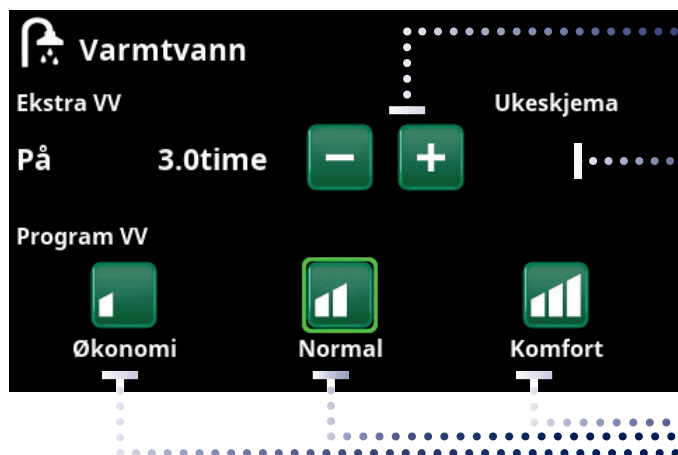 Varmtvann
Ekstra VV Ukeskjema
På 3.0time − +
Program VV
Økonomi Normal Komfort